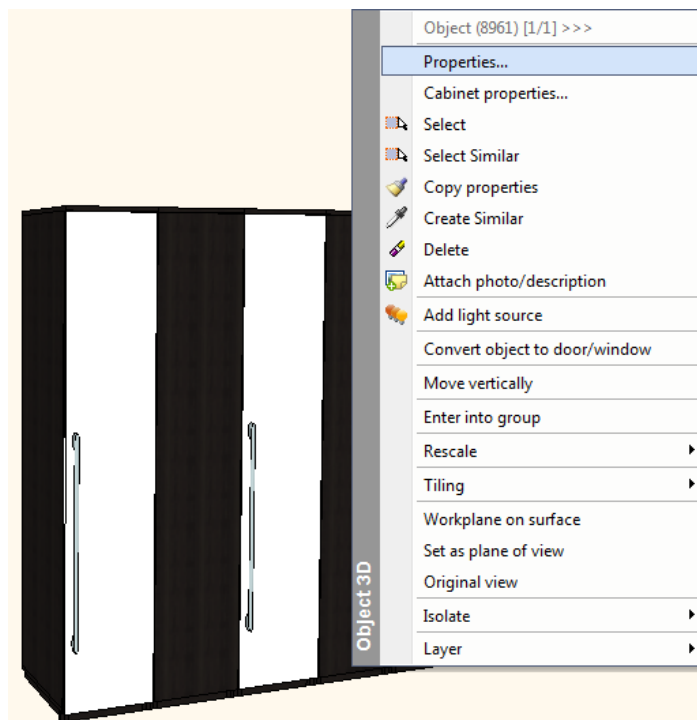 Object (8961) [1/1] >>>
Properties...
Cabinet properties...
Select
Select Similar
Copy properties
Create Similar
Delete
Attach photo/description
Add light source
Convert object to door/window
Move vertically
Enter into group
Rescale
Tiling
Workplane on surface
Set as plane of view
Original view
Isolate
Layer
Object 3D